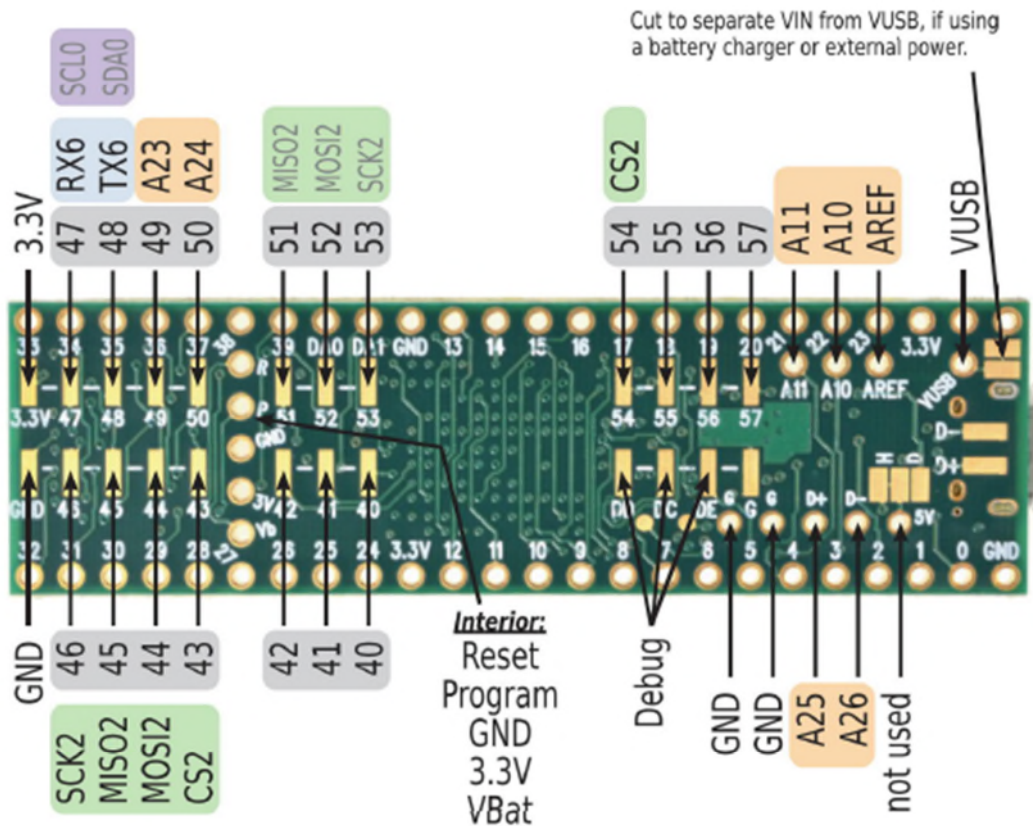 Cut to separate VIN from VUSB, if using
a battery charger or external power.
SCL0 SDA0
RX6 TX6 A23 A24
MISO2 MOSI2 SCK2
CS2
3.3V 47 48 49 50 51 52 53 54 55 56 57 A11 A10 AREF VUSB
33 34 35 36 37 38 39 DA0 DA1 GND 13 14 15 16 17 18 19 20 21 22 23 3.3V
R
A11 A10 AREF VUSB
3.3V 47 48 49 50 P 51 52 53 54 55 56 57
D-
GND
D+
H D
3V
GND 46 45 44 43 42 41 40 DD DC DE G G G D+ D- 5V
Vb
32 31 30 29 28 27 26 25 24 3.3V 12 11 10 9 8 7 6 5 4 3 2 1 0 GND
GND 46 45 44 43 42 41 40
SCK2 MISO2 MOSI2 CS2
Interior:
Reset
Program
GND
3.3V
VBat
Debug
GND GND A25 A26 not used